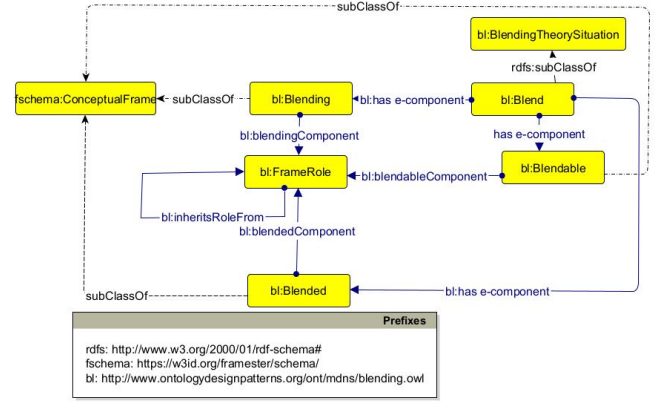 subClassOf
bl:BlendingTheorySituation
rdfs:subClassOf
fschema:ConceptualFrame
subClassOf
bl:Blending
bl:has e-component
bl:Blend
bl:blendingComponent
has e-component
bl:FrameRole
bl:blendableComponent
bl:Blendable
bl:inheritsRoleFrom
bl:blendedComponent
subClassOf
bl:Blended
bl:has e-component
Prefixes
rdfs: http://www.w3.org/2000/01/rdf-schema#
fschema: https://w3id.org/framester/schema/
bl: http://www.ontologydesignpatterns.org/ont/mdns/blending.owl